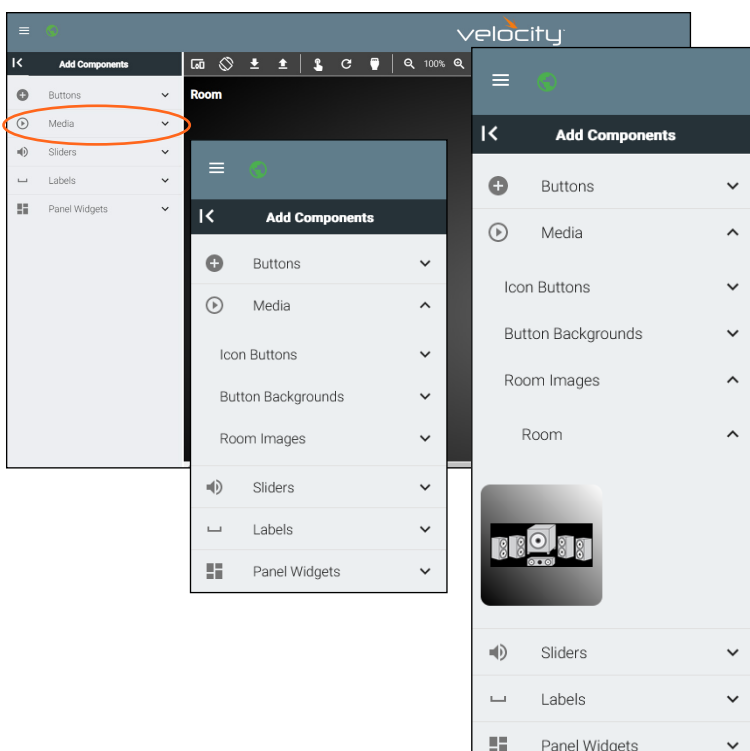 velocity
Add Components
100%
Buttons
Room
Media
Sliders
Labels
Panel Widgets
Add Components
Buttons
Media
Icon Buttons
Button Backgrounds
Room Images
Sliders
Labels
Panel Widgets
Add Components
Buttons
Media
Icon Buttons
Button Backgrounds
Room Images
Room
Sliders
Labels
Panel Widgets